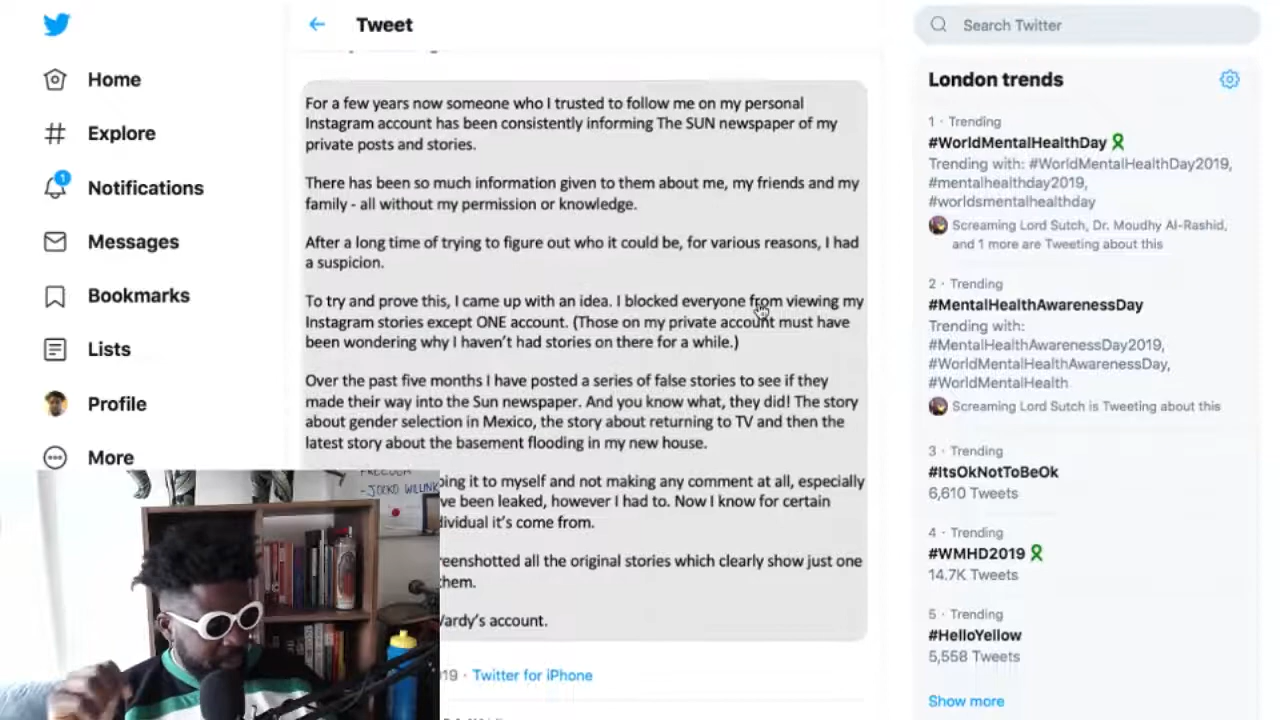 Tweet
Search Twitter
Home
Explore
1
Notifications
Messages
Bookmarks
Lists
Profile
More
For a few years now someone who I trusted to follow me on my personal
Instagram account has been consistently informing The SUN newspaper of my
private posts and stories.
There has been so much information given to them about me, my friends and my
family - all without my permission or knowledge.
After a long time of trying to figure out who it could be, for various reasons, I had
a suspicion.
To try and prove this, I came up with an idea. I blocked everyone from viewing my
Instagram stories except ONE account. (Those on my private account must have
been wondering why I haven't had stories on there for a while.)
Over the past five months I have posted a series of false stories to see if they
made their way into the Sun newspaper. And you know what, they did! The story
about gender selection in Mexico, the story about returning to TV and then the
latest story about the basement flooding in my new house.
it to myself and not making any comment at all, especially
been leaked, however I had to. Now I know for certain
it's come from.
all the original stories which clearly show just one
them.
account.
19 · Twitter for iPhone
- JOCKO WILLINK
London trends
1 · Trending
#WorldMentalHealthDay
Trending with: #WorldMentalHealthDay2019,
#mentalhealthday2019,
#worldsmentalhealthday
Screaming Lord Sutch, Dr. Moudhy Al-Rashid,
and 1 more are Tweeting about this
2 · Trending
#MentalHealthAwarenessDay
Trending with:
#MentalHealthAwarenessDay2019,
#WorldMentalHealthAwarenessDay,
#WorldMentalHealth
Screaming Lord Sutch is Tweeting about this
3 · Trending
#ItsOkNotToBeOk
6,610 Tweets
4 · Trending
#WMHD2019
14.7K Tweets
5 · Trending
#HelloYellow
5,558 Tweets
Show more